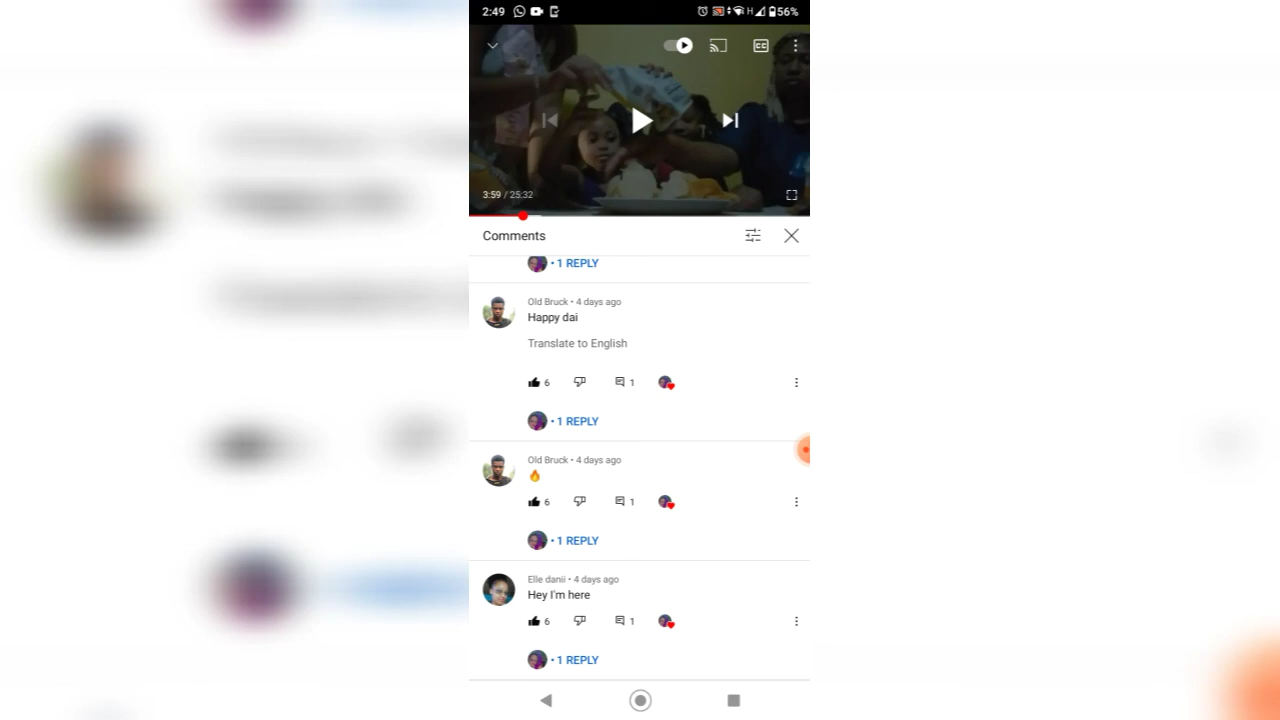 2:49
H
56%
CC
3:59 / 25:32
Comments
• 1 REPLY
Old Bruck • 4 days ago
Happy dai
Translate to English
6
1
• 1 REPLY
Old Bruck • 4 days ago
🔥
6
1
• 1 REPLY
Elle danii • 4 days ago
Hey I'm here
6
1
• 1 REPLY